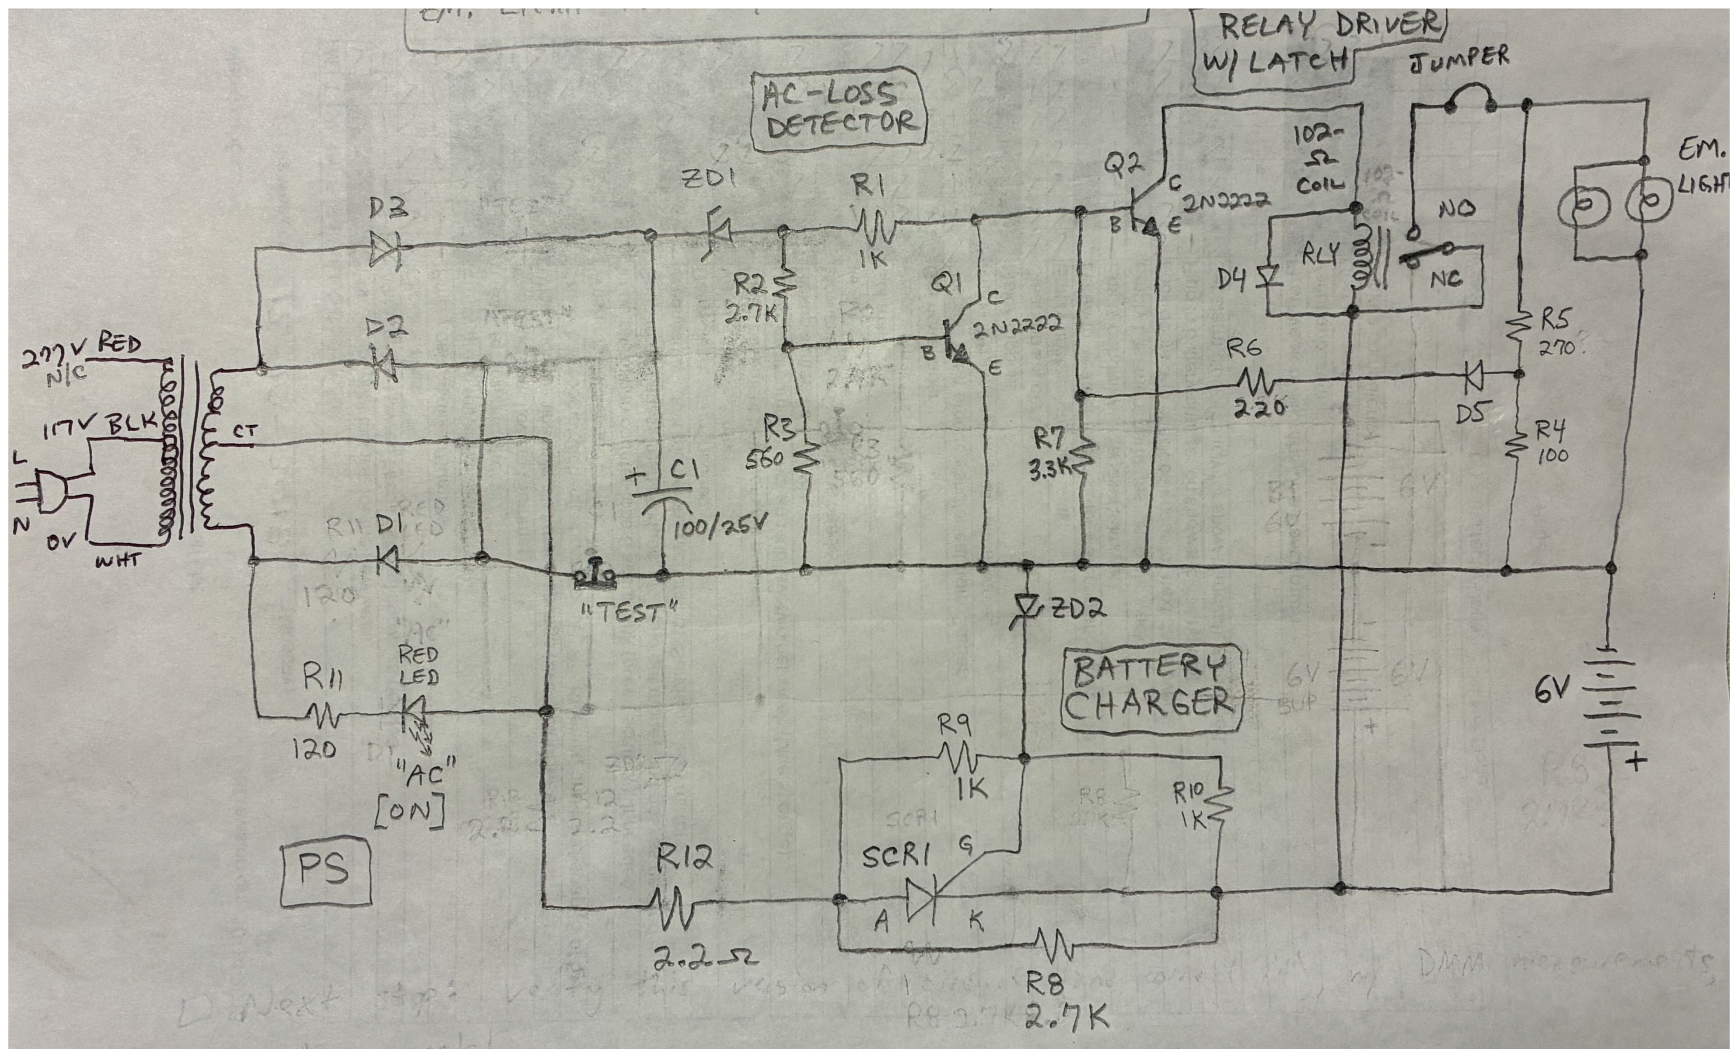 EM. LIGHT
RELAY DRIVER
W/ LATCH
JUMPER
AC-LOSS
DETECTOR
102-
Ω
COIL
EM.
LIGHT
Q2
C
2N2222
B
E
ZD1
R1
1K
D3
NO
RLY
NC
D4
R2
2.7K
Q1
C
2N2222
B
E
D2
R5
270?
R6
220
D5
277V RED
N/C
117V BLK
CT
L
N
0V
WHT
R3
560
R7
3.3K
R4
100
+ C1
100/25V
D1
"TEST"
ZD2
RED
LED
R11
120
"AC"
[ON]
BATTERY
CHARGER
6V
+
R9
1K
R10
1K
PS
R12
2.2Ω
SCR1
G
A
K
R8
2.7K